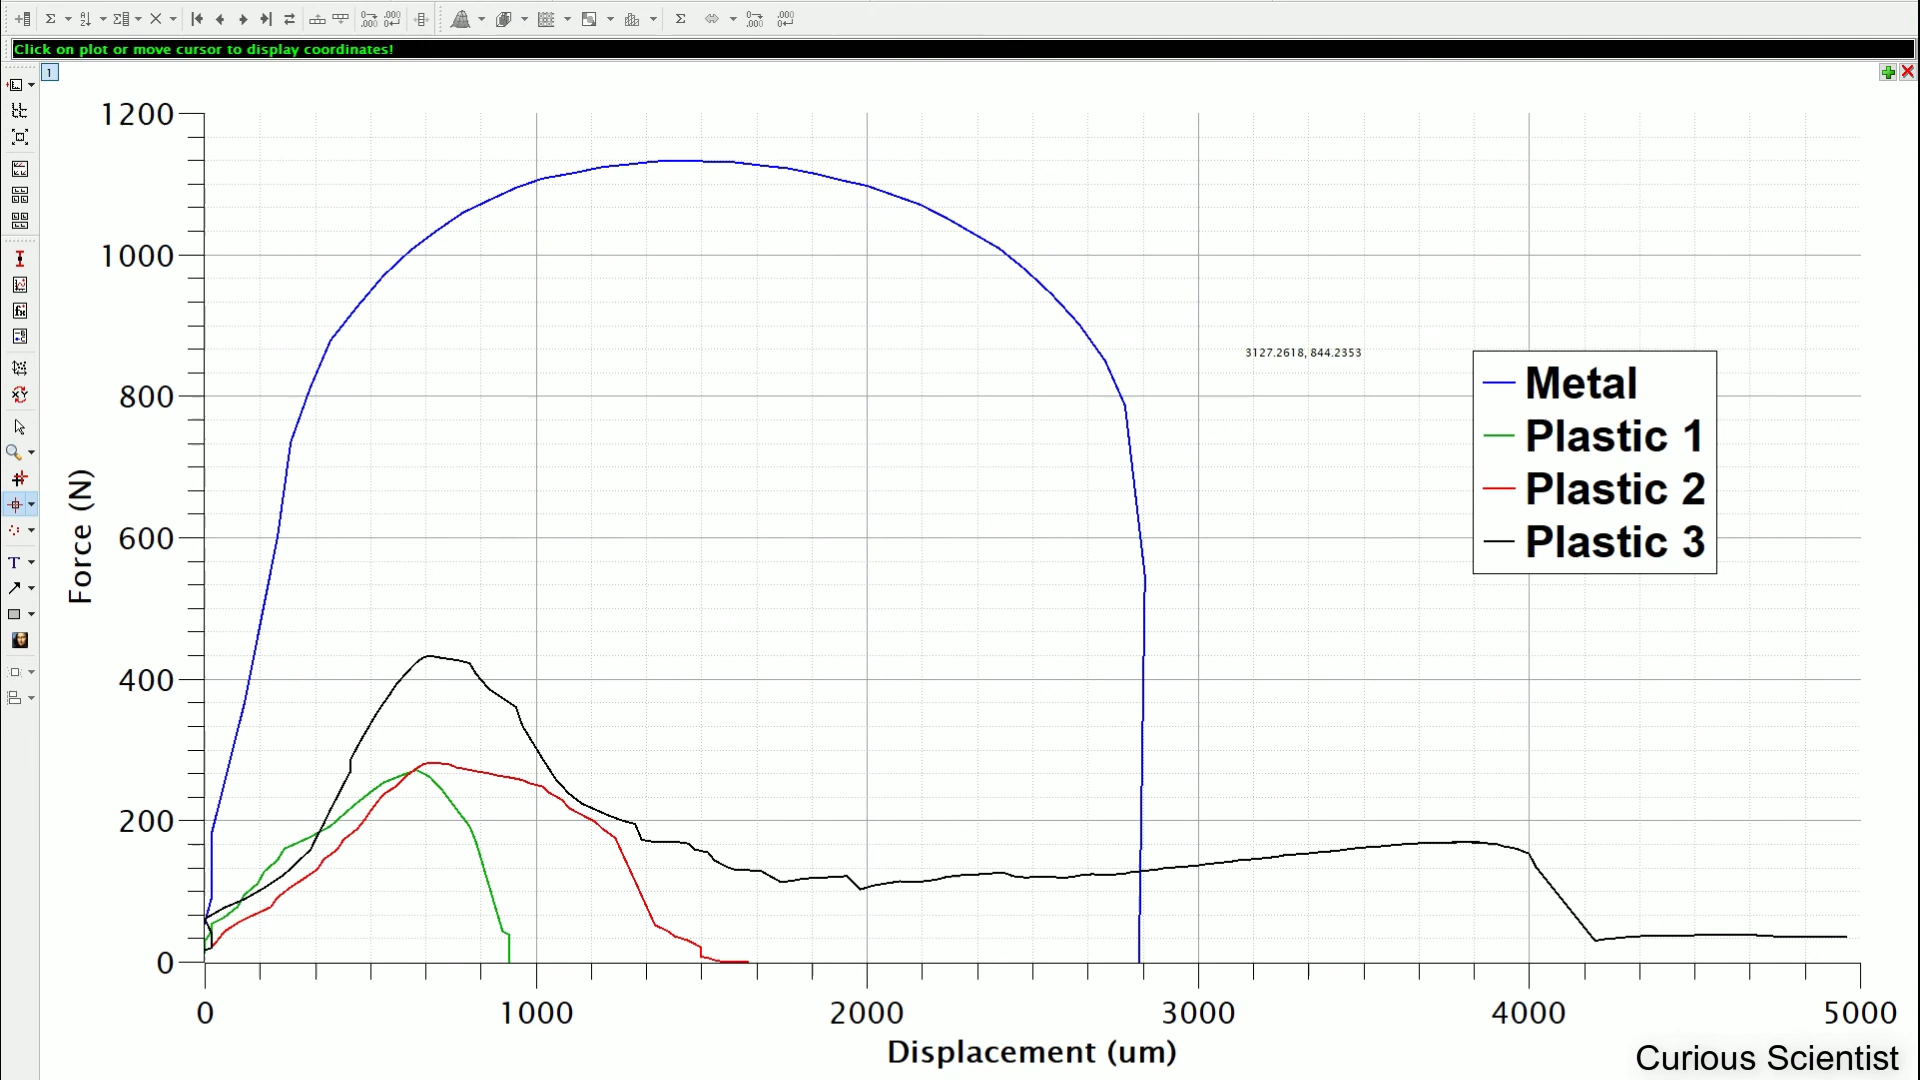 Click on plot or move cursor to display coordinates!
1
1200
1000
800
600
400
200
0
Force (N)
3127.2618, 844.2353
Metal
Plastic 1
Plastic 2
Plastic 3
0 1000 2000 3000 4000 5000
Displacement (um)
Curious Scientist